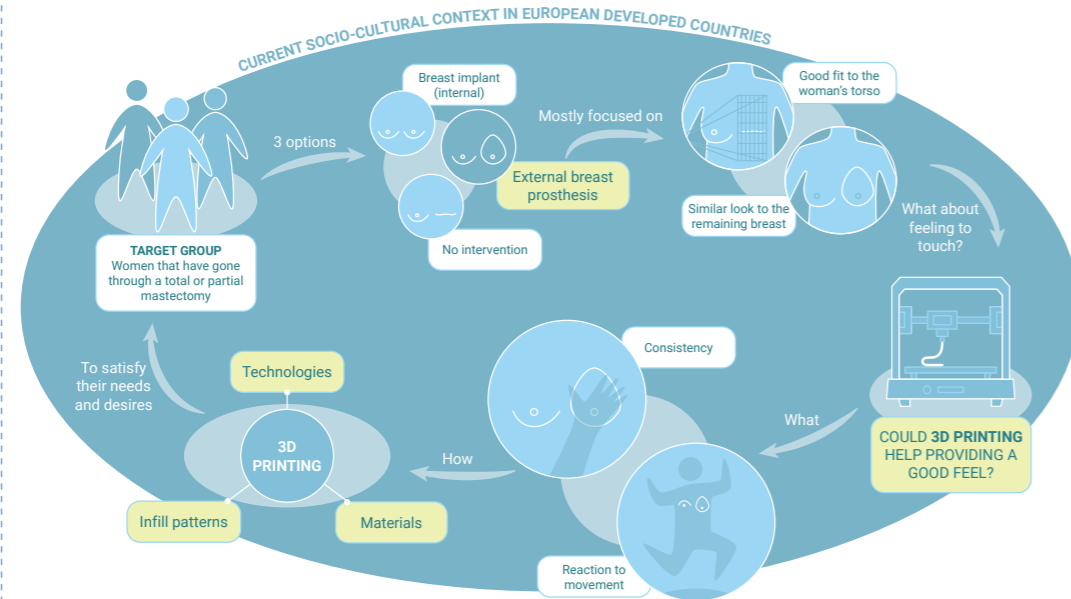 CURRENT SOCIO-CULTURAL CONTEXT IN EUROPEAN DEVELOPED COUNTRIES
TARGET GROUP
Women that have gone
through a total or partial
mastectomy
3 options
Breast implant
(internal)
External breast
prosthesis
No intervention
Mostly focused on
Good fit to the
woman's torso
Similar look to the
remaining breast
What about
feeling to
touch?
COULD 3D PRINTING
HELP PROVIDING A
GOOD FEEL?
What
Consistency
Reaction to
movement
How
3D
PRINTING
Technologies
Infill patterns
Materials
To satisfy
their needs
and desires